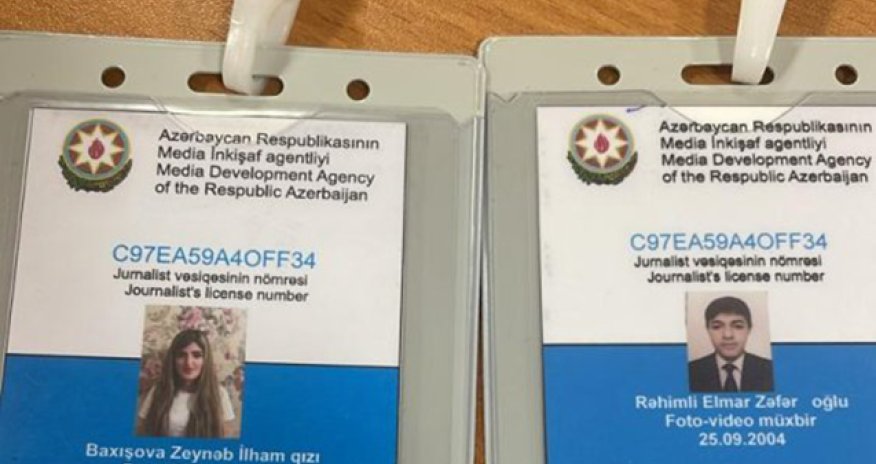 Azərbaycan Respublikasının
Media İnkişaf agentliyi
Media Development Agency
of the Respublic Azerbaijan
C97EA59A4OFF34
Jurnalist vəsiqəsinin nömrəsi
Journalist's license number
Baxışova Zeynəb İlham qızı
Azərbaycan Respublikasının
Media İnkişaf agentliyi
Media Development Agency
of the Respublic Azerbaijan
C97EA59A4OFF34
Jurnalist vəsiqəsinin nömrəsi
Journalist's license number
Rəhimli Elmar Zəfər oğlu
Foto-video müxbir
25.09.2004